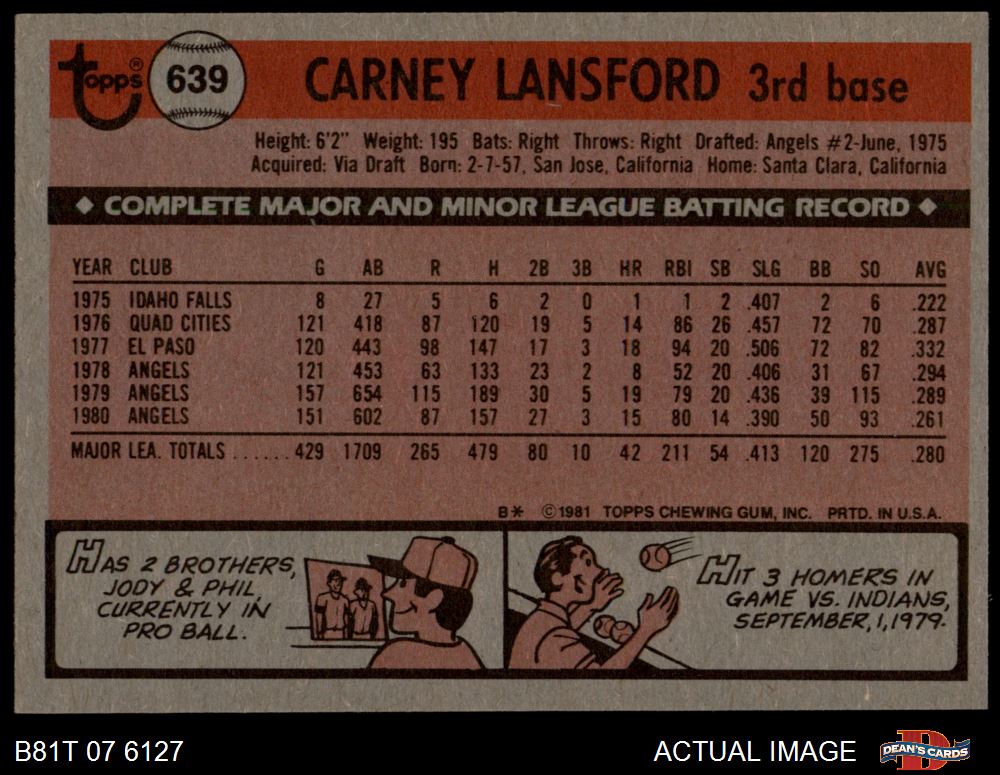 Topps®
639
CARNEY LANSFORD 3rd base
Height: 6'2" Weight: 195 Bats: Right Throws: Right Drafted: Angels #2-June, 1975
Acquired: Via Draft Born: 2-7-57, San Jose, California Home: Santa Clara, California
◆ COMPLETE MAJOR AND MINOR LEAGUE BATTING RECORD ◆
YEAR CLUB G AB R H 2B 3B HR RBI SB SLG BB SO AVG
1975 IDAHO FALLS 8 27 5 6 2 0 1 1 2 .407 2 6 .222
1976 QUAD CITIES 121 418 87 120 19 5 14 86 26 .457 72 70 .287
1977 EL PASO 120 443 98 147 17 3 18 94 20 .506 72 82 .332
1978 ANGELS 121 453 63 133 23 2 8 52 20 .406 31 67 .294
1979 ANGELS 157 654 115 189 30 5 19 79 20 .436 39 115 .289
1980 ANGELS 151 602 87 157 27 3 15 80 14 .390 50 93 .261
MAJOR LEA. TOTALS ...... 429 1709 265 479 80 10 42 211 54 .413 120 275 .280
B* ©1981 TOPPS CHEWING GUM, INC. PRTD. IN U.S.A.
HAS 2 BROTHERS,
JODY & PHIL,
CURRENTLY IN
PRO BALL.
HIT 3 HOMERS IN
GAME VS. INDIANS,
SEPTEMBER, 1, 1979.
B81T 07 6127
ACTUAL IMAGE
DEAN'S CARDS